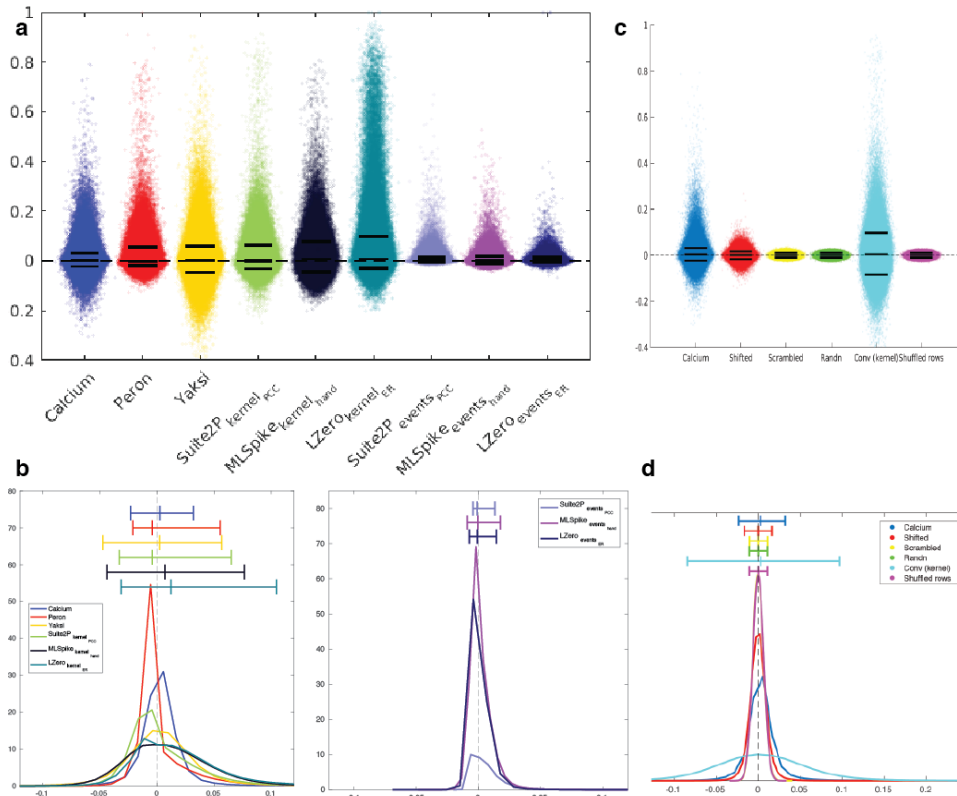 a
1
0.8
0.6
0.4
0.2
0
0.2
0.4
Calcium
Peron
Yaksi
Suite2P kernel PCC
MLSpike kernel hand
LZero kernel ER
Suite2P events PCC
MLSpike events hand
LZero events ER
c
1
0.8
0.6
0.4
0.2
0
-0.2
-0.4
Calcium Shifted Scrambled Randn Conv (kernel) Shuffled rows
b
80
70
60
50
40
30
20
10
0
-0.1 -0.05 0 0.05 0.1
Calcium
Peron
Yaksi
Suite2P kernel PCC
MLSpike kernel hand
LZero kernel ER
80
70
60
50
40
30
20
10
0
-0.05 0 0.05
Suite2P events PCC
MLSpike events hand
LZero events ER
d
-0.2 -0.1 0 0.1 0.2
Calcium
Shifted
Scrambled
Randn
Conv (kernel)
Shuffled rows